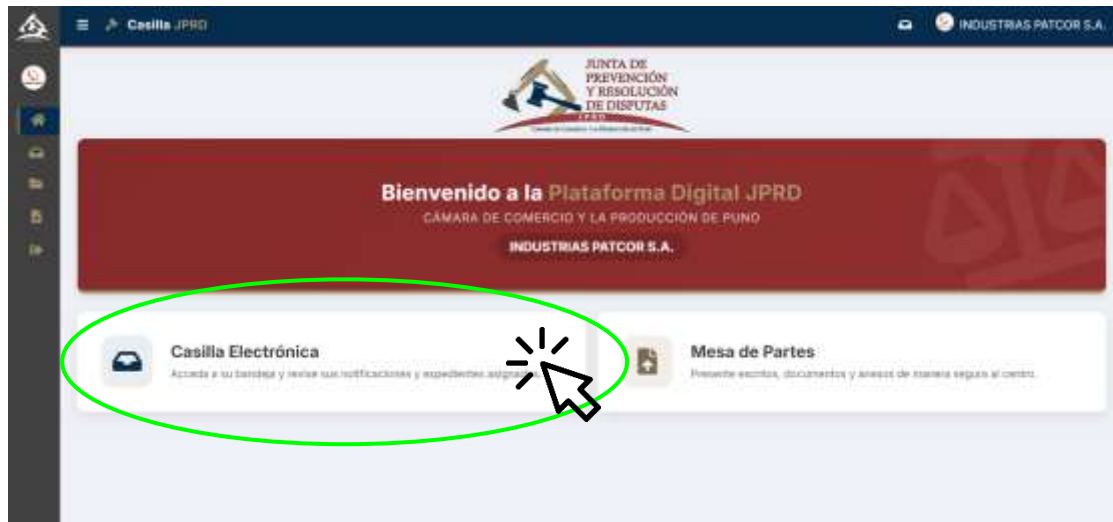 Casilla JPRD
INDUSTRIAS PATCOR S.A.
JUNTA DE
PREVENCIÓN
Y RESOLUCIÓN
DE DISPUTAS
JPRD
Bienvenido a la Plataforma Digital JPRD
CÁMARA DE COMERCIO Y LA PRODUCCIÓN DE PUNO
INDUSTRIAS PATCOR S.A.
Casilla Electrónica
Acceda a su bandeja y revise sus notificaciones y expedientes asignados.
Mesa de Partes
Presente escritos, documentos y anexos de manera segura al centro.